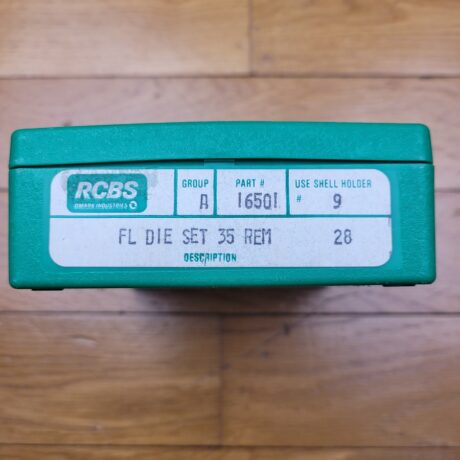 RCBS
OMARK INDUSTRIES
GROUP PART # USE SHELL HOLDER
A 16501 # 9
FL DIE SET 35 REM 28
DESCRIPTION